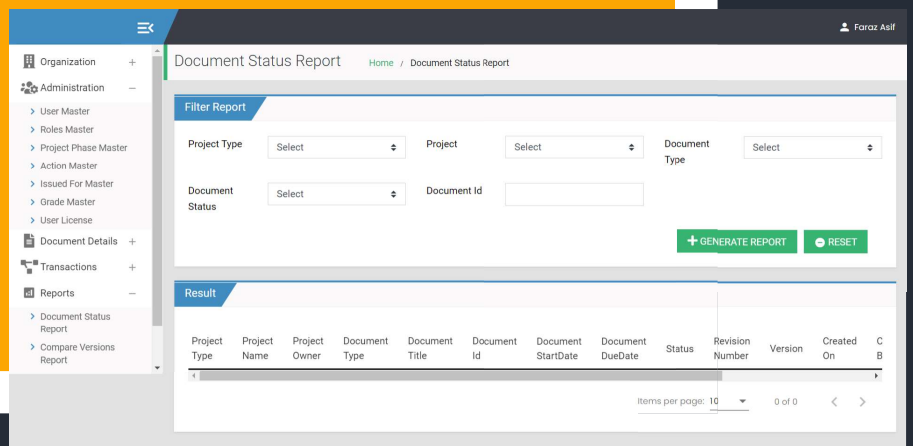 Faraz Asif
Organization +
Administration −
User Master
Roles Master
Project Phase Master
Action Master
Issued For Master
Grade Master
User License
Document Details +
Transactions +
Reports −
Document Status
Report
Compare Versions
Report
Document Status Report Home / Document Status Report
Filter Report
Project Type Select Project Select Document Select
Type
Document Select Document Id
Status
GENERATE REPORT RESET
Result
Project Project Project Document Document Document Document Document Status Revision Version Created C
Type Name Owner Type Title Id StartDate DueDate Number On B
Items per page: 10 0 of 0